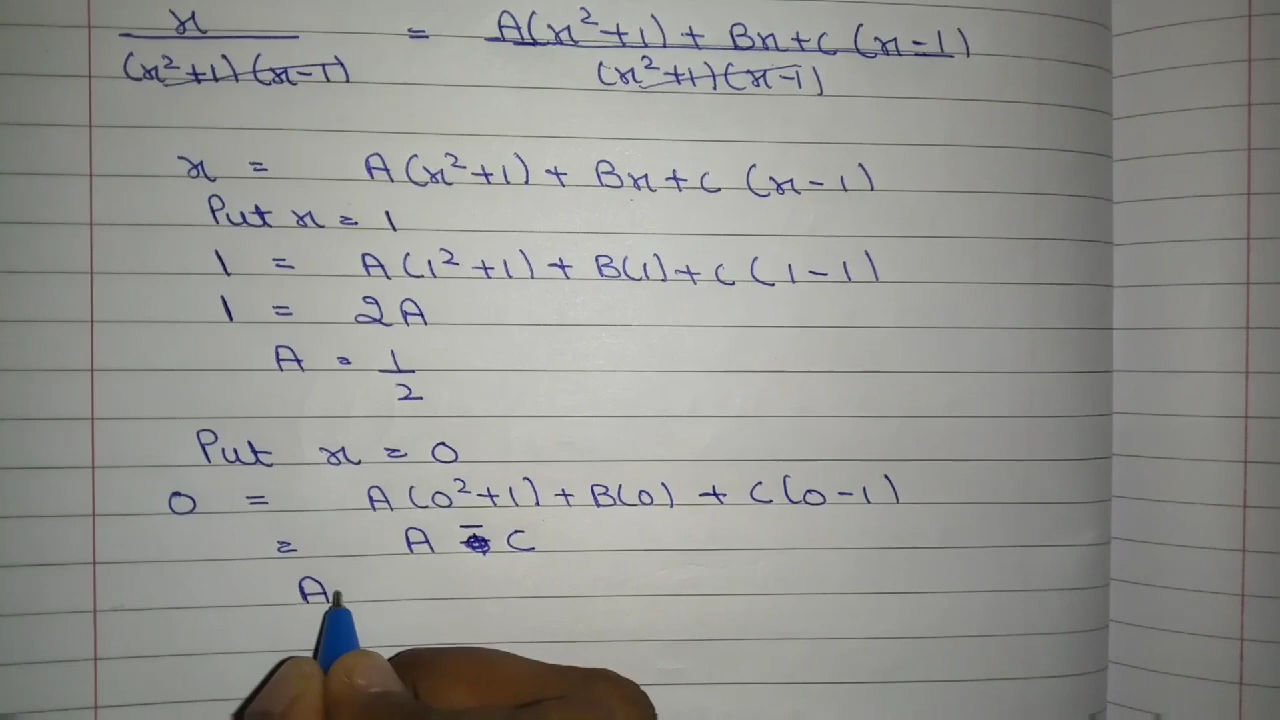 x / (x²+1)(x-1) = A(x²+1) + Bx+C (x-1) / (x²+1)(x-1)
x = A(x²+1) + Bx+C (x-1)
Put x = 1
1 = A(1²+1) + B(1)+C(1-1)
1 = 2A
A = 1/2
Put x = 0
0 = A(0²+1) + B(0) + C(0-1)
= A - C
A